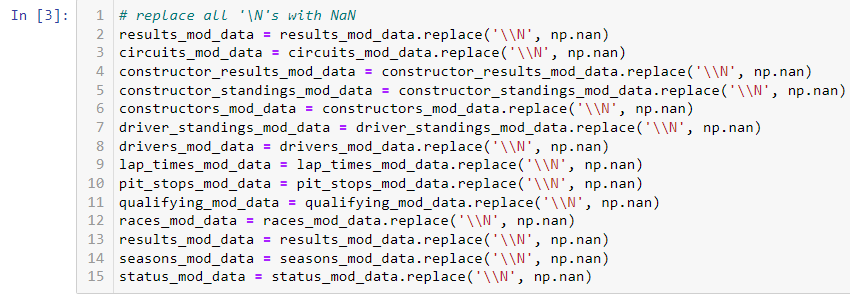 In [3]:
1 # replace all '\N's with NaN
2 results_mod_data = results_mod_data.replace('\\N', np.nan)
3 circuits_mod_data = circuits_mod_data.replace('\\N', np.nan)
4 constructor_results_mod_data = constructor_results_mod_data.replace('\\N', np.nan)
5 constructor_standings_mod_data = constructor_standings_mod_data.replace('\\N', np.nan)
6 constructors_mod_data = constructors_mod_data.replace('\\N', np.nan)
7 driver_standings_mod_data = driver_standings_mod_data.replace('\\N', np.nan)
8 drivers_mod_data = drivers_mod_data.replace('\\N', np.nan)
9 lap_times_mod_data = lap_times_mod_data.replace('\\N', np.nan)
10 pit_stops_mod_data = pit_stops_mod_data.replace('\\N', np.nan)
11 qualifying_mod_data = qualifying_mod_data.replace('\\N', np.nan)
12 races_mod_data = races_mod_data.replace('\\N', np.nan)
13 results_mod_data = results_mod_data.replace('\\N', np.nan)
14 seasons_mod_data = seasons_mod_data.replace('\\N', np.nan)
15 status_mod_data = status_mod_data.replace('\\N', np.nan)